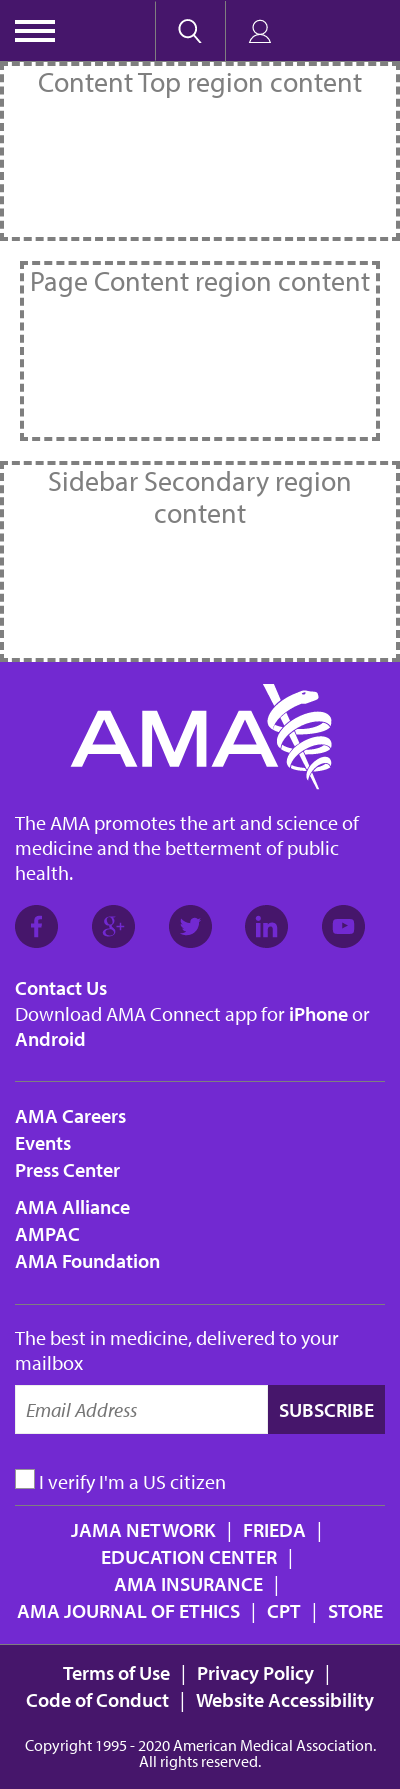 Content Top region content
Page Content region content
Sidebar Secondary region
content
AMA
The AMA promotes the art and science of
medicine and the betterment of public
health.
Contact Us
Download AMA Connect app for iPhone or
Android
AMA Careers
Events
Press Center
AMA Alliance
AMPAC
AMA Foundation
The best in medicine, delivered to your
mailbox
Email Address SUBSCRIBE
I verify I'm a US citizen
JAMA NETWORK | FRIEDA |
EDUCATION CENTER |
AMA INSURANCE |
AMA JOURNAL OF ETHICS | CPT | STORE
Terms of Use | Privacy Policy |
Code of Conduct | Website Accessibility
Copyright 1995 - 2020 American Medical Association.
All rights reserved.